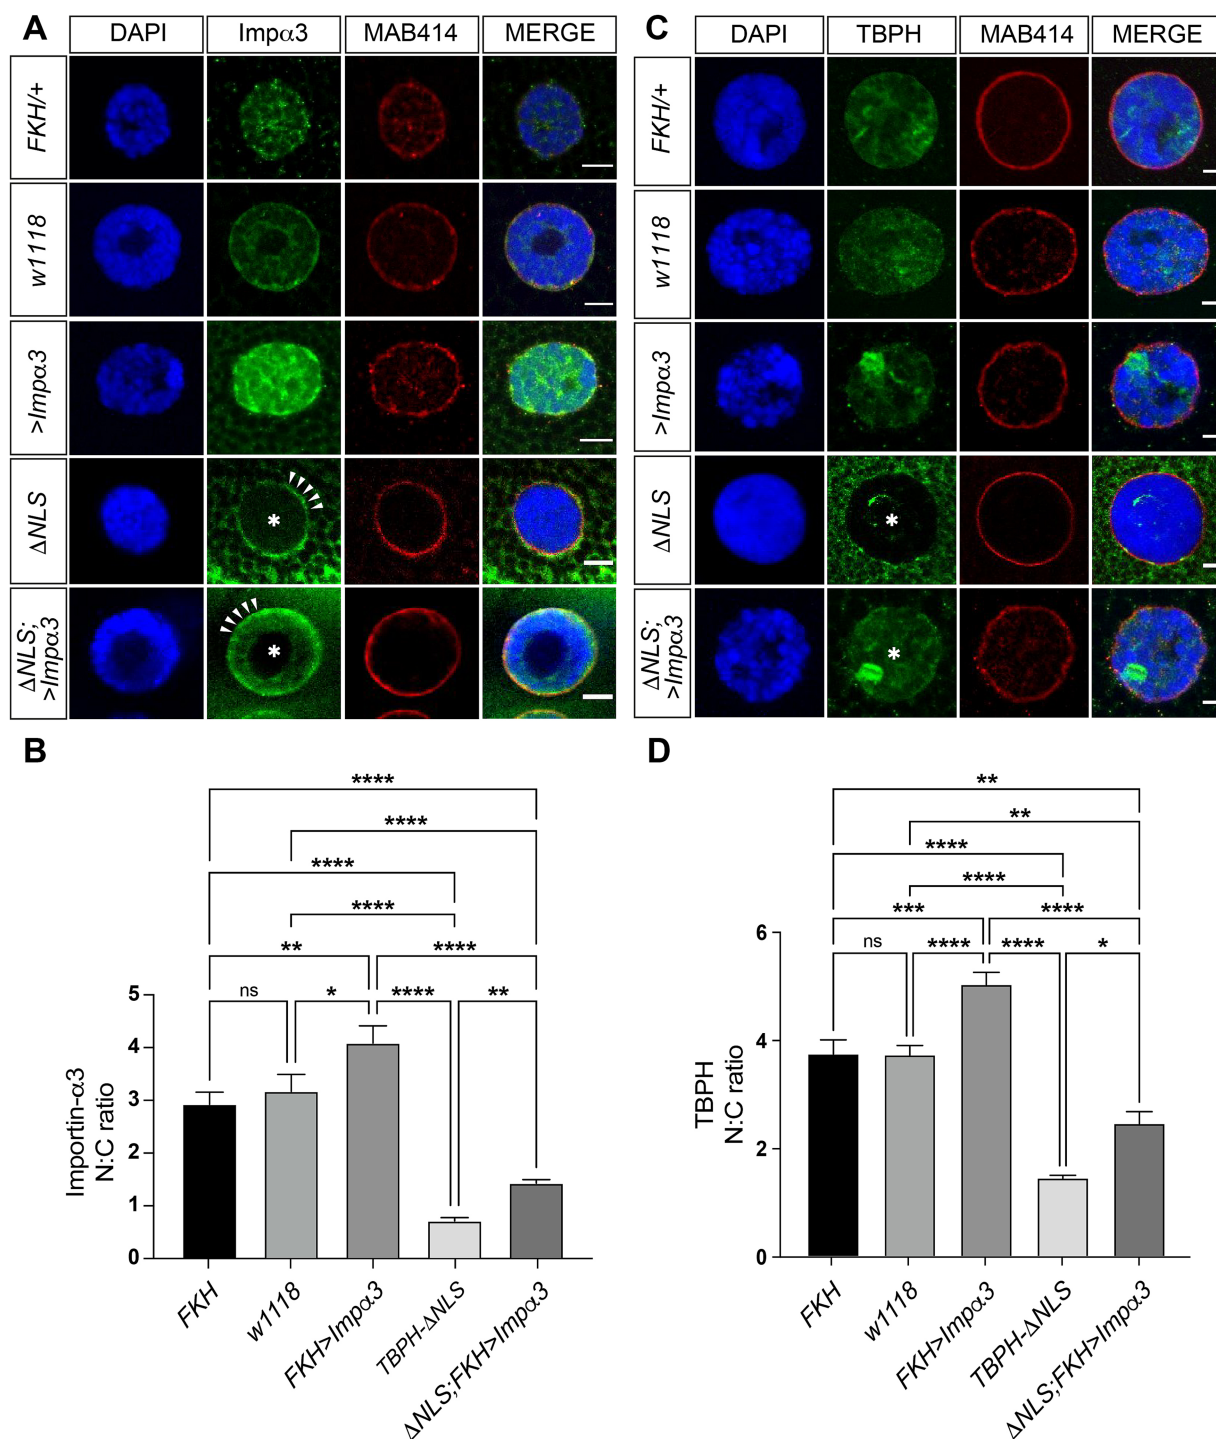 A
DAPI Impα3 MAB414 MERGE
FKH/+
w1118
>Impα3
*
ΔNLS
*
ΔNLS;
>Impα3
C
DAPI TBPH MAB414 MERGE
FKH/+
w1118
>Impα3
*
ΔNLS
*
ΔNLS;
>Impα3
B
****
****
****
****
** ****
ns * **** **
5
4
3
2
1
0
Importin-α3
N:C ratio
FKH
w1118
FKH>Impα3
TBPH-ΔNLS
ΔNLS;FKH>Impα3
D
**
**
****
****
*** ****
ns **** **** *
6
4
2
0
TBPH
N:C ratio
FKH
w1118
FKH>Impα3
TBPH-ΔNLS
ΔNLS;FKH>Impα3